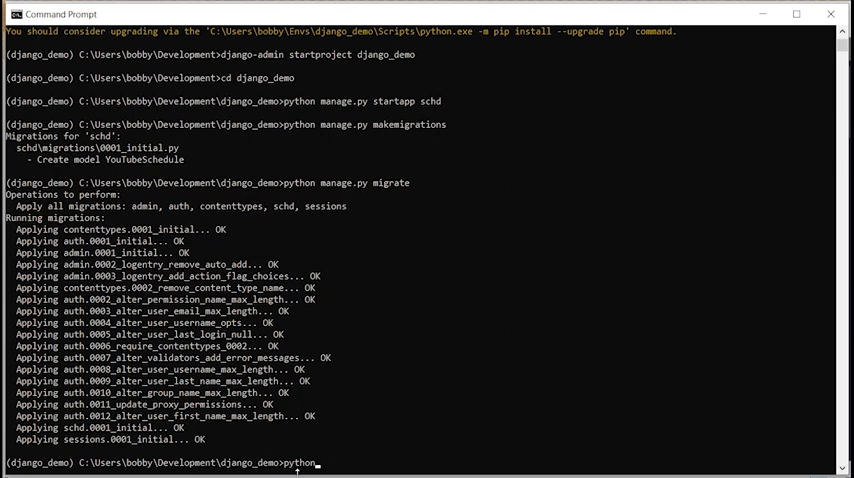 Command Prompt
You should consider upgrading via the 'C:\Users\bobby\Envs\django_demo\Scripts\python.exe -m pip install --upgrade pip' command.
(django_demo) C:\Users\bobby\Development>django-admin startproject django_demo
(django_demo) C:\Users\bobby\Development>cd django_demo
(django_demo) C:\Users\bobby\Development\django_demo>python manage.py startapp schd
(django_demo) C:\Users\bobby\Development\django_demo>python manage.py makemigrations
Migrations for 'schd':
  schd\migrations\0001_initial.py
    - Create model YouTubeSchedule
(django_demo) C:\Users\bobby\Development\django_demo>python manage.py migrate
Operations to perform:
  Apply all migrations: admin, auth, contenttypes, schd, sessions
Running migrations:
  Applying contenttypes.0001_initial... OK
  Applying auth.0001_initial... OK
  Applying admin.0001_initial... OK
  Applying admin.0002_logentry_remove_auto_add... OK
  Applying admin.0003_logentry_add_action_flag_choices... OK
  Applying contenttypes.0002_remove_content_type_name... OK
  Applying auth.0002_alter_permission_name_max_length... OK
  Applying auth.0003_alter_user_email_max_length... OK
  Applying auth.0004_alter_user_username_opts... OK
  Applying auth.0005_alter_user_last_login_null... OK
  Applying auth.0006_require_contenttypes_0002... OK
  Applying auth.0007_alter_validators_add_error_messages... OK
  Applying auth.0008_alter_user_username_max_length... OK
  Applying auth.0009_alter_user_last_name_max_length... OK
  Applying auth.0010_alter_group_name_max_length... OK
  Applying auth.0011_update_proxy_permissions... OK
  Applying auth.0012_alter_user_first_name_max_length... OK
  Applying schd.0001_initial... OK
  Applying sessions.0001_initial... OK
(django_demo) C:\Users\bobby\Development\django_demo>python